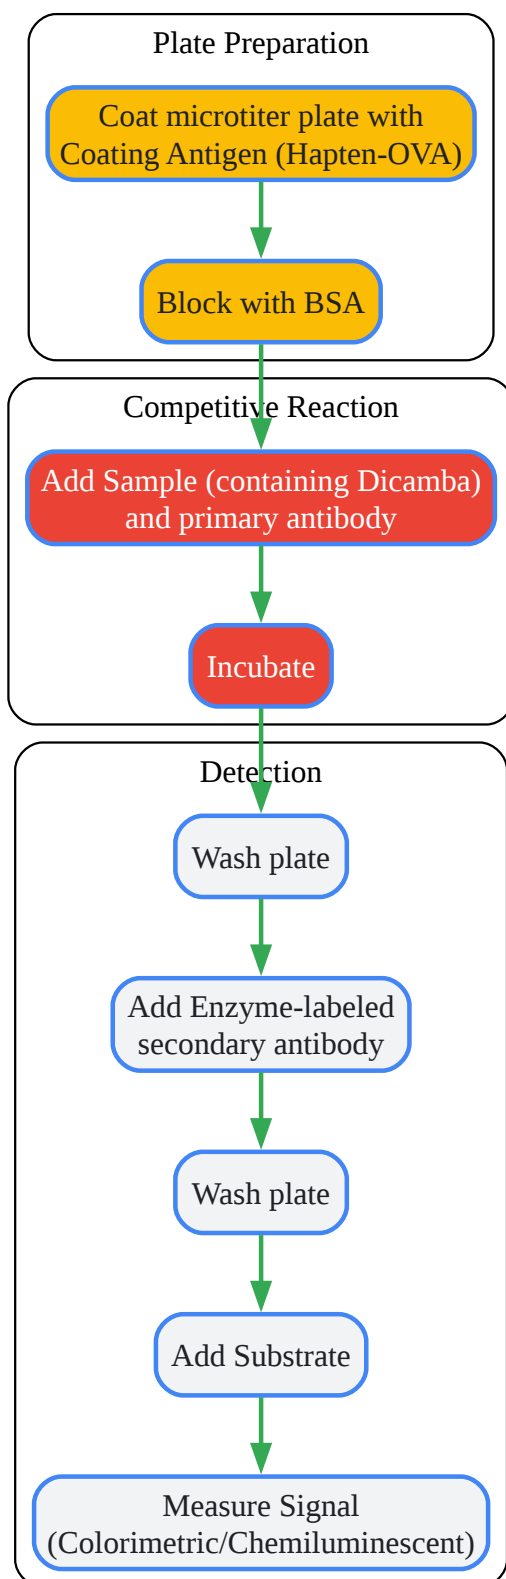 Plate Preparation
Coat microtiter plate with
Coating Antigen (Hapten-OVA)
Block with BSA
Competitive Reaction
Add Sample (containing Dicamba)
and primary antibody
Incubate
Detection
Wash plate
Add Enzyme-labeled
secondary antibody
Wash plate
Add Substrate
Measure Signal
(Colorimetric/Chemiluminescent)